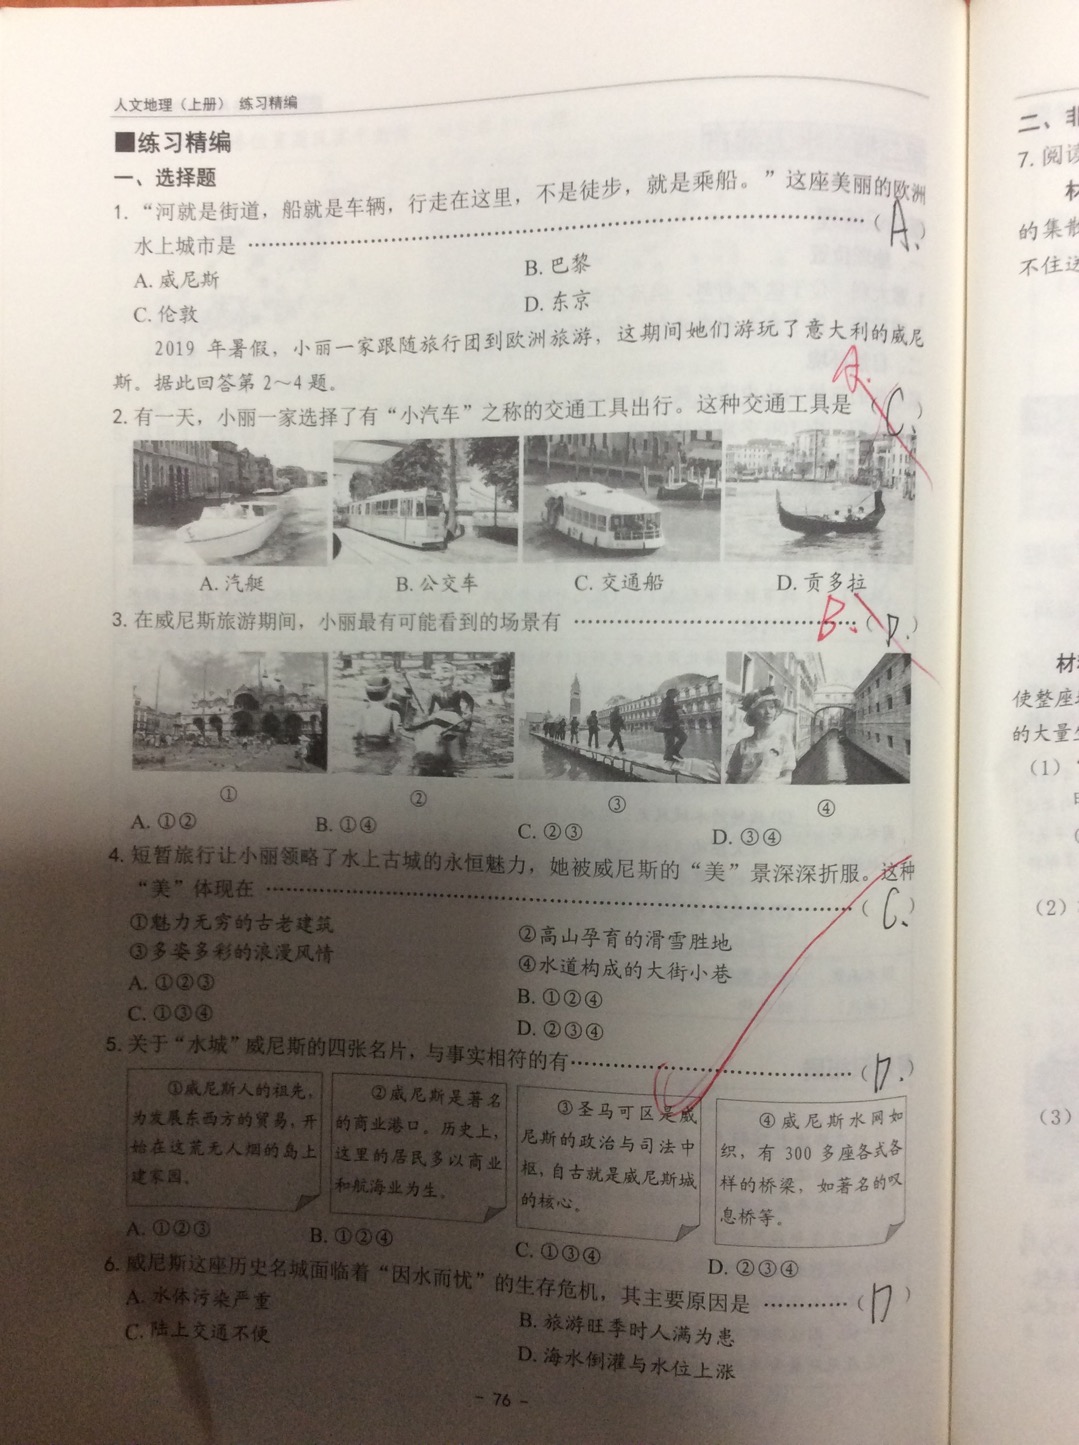 人文地理（上册） 练习精编
■练习精编
一、选择题
1. “河就是街道，船就是车辆，行走在这里，不是徒步，就是乘船。”这座美丽的欧洲
水上城市是 ……………………（ A. ）
A. 威尼斯
B. 巴黎
C. 伦敦
D. 东京
2019 年暑假，小丽一家跟随旅行团到欧洲旅游，这期间她们游玩了意大利的威尼
斯。据此回答第 2～4 题。
A.
2. 有一天，小丽一家选择了有“小汽车”之称的交通工具出行。这种交通工具是（ C. ）
A. 汽艇
B. 公交车
C. 交通船
D. 贡多拉
3. 在威尼斯旅游期间，小丽最有可能看到的场景有 ……………………（ D. ）
B.
①
②
③
④
A. ①②
B. ①④
C. ②③
D. ③④
4. 短暂旅行让小丽领略了水上古城的永恒魅力，她被威尼斯的“美”景深深折服。这种
“美”体现在 ……………………（ C. ）
①魅力无穷的古老建筑
②高山孕育的滑雪胜地
③多姿多彩的浪漫风情
④水道构成的大街小巷
A. ①②③
B. ①②④
C. ①③④
D. ②③④
5. 关于“水城”威尼斯的四张名片，与事实相符的有……………………（ D. ）
①威尼斯人的祖先，
为发展东西方的贸易，开
始在这荒无人烟的岛上
建家园。
②威尼斯是著名
的商业港口。历史上，
这里的居民多以商业
和航海业为生。
③圣马可区是威
尼斯的政治与司法中
枢，自古就是威尼斯城
的核心。
④威尼斯水网如
织，有 300 多座各式各
样的桥梁，如著名的叹
息桥等。
A. ①②③
B. ①②④
C. ①③④
D. ②③④
6. 威尼斯这座历史名城面临着“因水而忧”的生存危机，其主要原因是 …………（ D ）
A. 水体污染严重
B. 旅游旺季时人满为患
C. 陆上交通不便
D. 海水倒灌与水位上涨
- 76 -
二、非
7. 阅读
的集散
不住送
材料
使整座
的大量
（1）
（2）
（3）